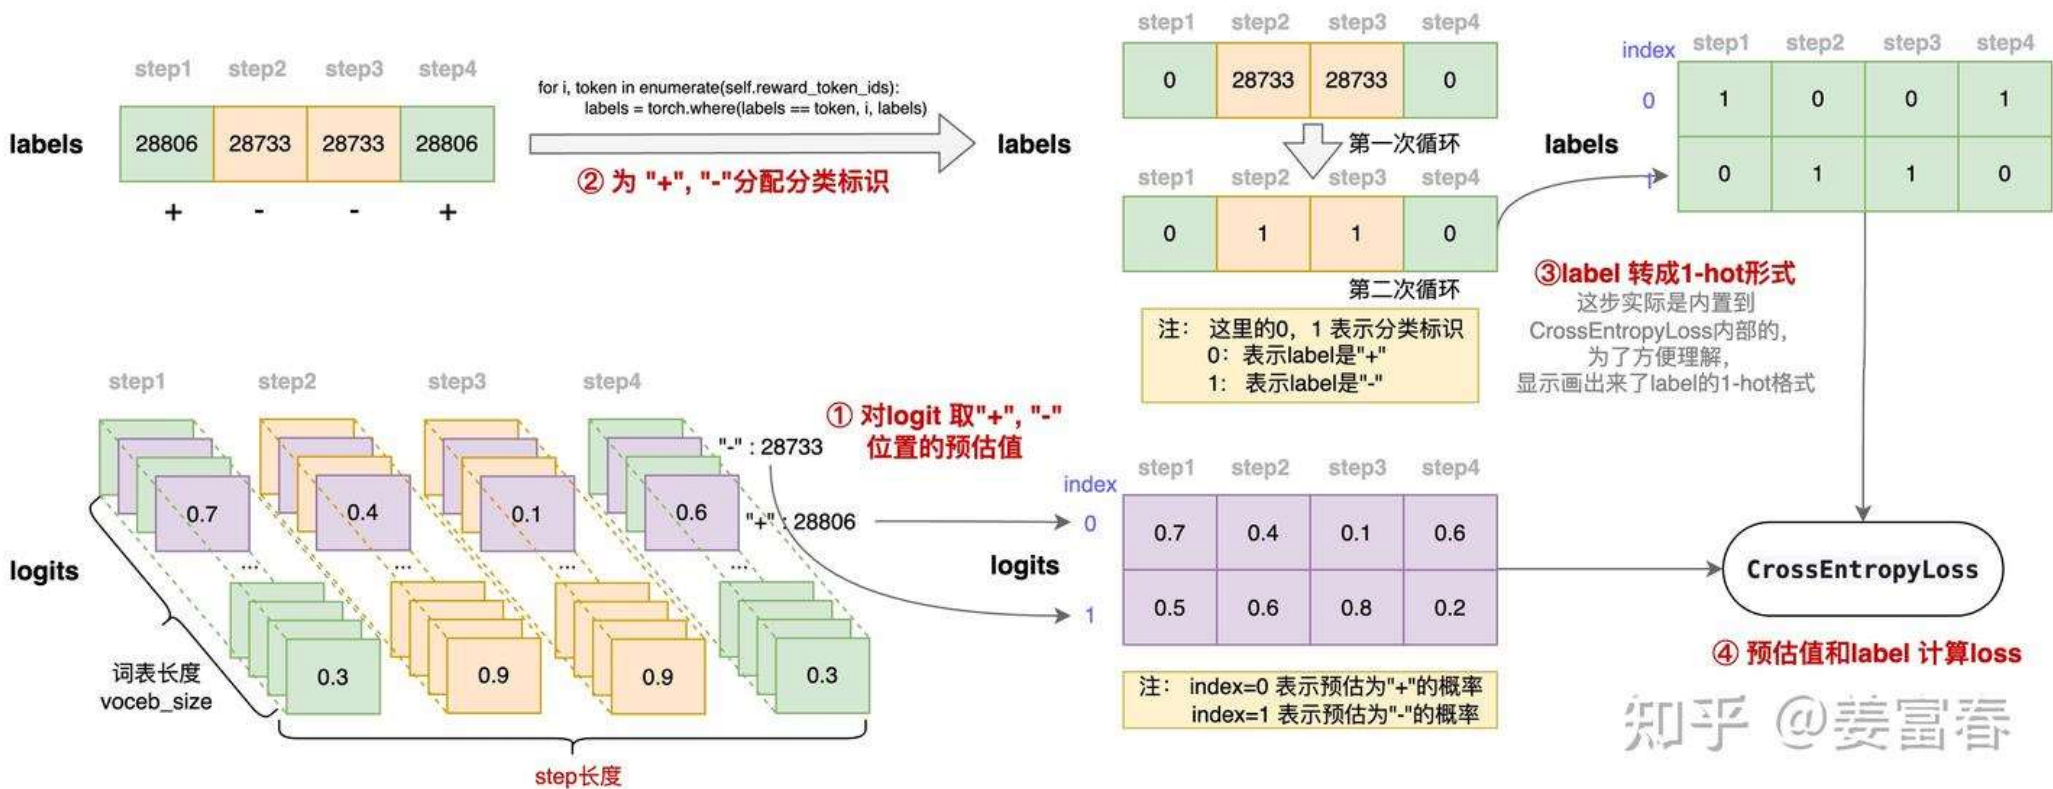 step1 step2 step3 step4
labels
28806 28733 28733 28806
+ - - +
for i, token in enumerate(self.reward_token_ids):
labels = torch.where(labels == token, i, labels)
② 为 "+", "-"分配分类标识
labels
step1 step2 step3 step4
0 28733 28733 0
第一次循环
step1 step2 step3 step4
0 1 1 0
第二次循环
注： 这里的0，1 表示分类标识
0：表示label是"+"
1： 表示label是"-"
index step1 step2 step3 step4
labels
0 1 0 0 1
1 0 1 1 0
③label 转成1-hot形式
这步实际是内置到
CrossEntropyLoss内部的，
为了方便理解，
显示画出来了label的1-hot格式
step1 step2 step3 step4
logits
0.7 0.4 0.1 0.6
... ... ... ...
0.3 0.9 0.9 0.3
"-" : 28733
"+" : 28806
词表长度
voceb_size
step长度
① 对logit 取"+", "-"
位置的预估值
index step1 step2 step3 step4
logits
0 0.7 0.4 0.1 0.6
1 0.5 0.6 0.8 0.2
注： index=0 表示预估为"+"的概率
index=1 表示预估为"-"的概率
CrossEntropyLoss
④ 预估值和label 计算loss
知乎 @姜富春